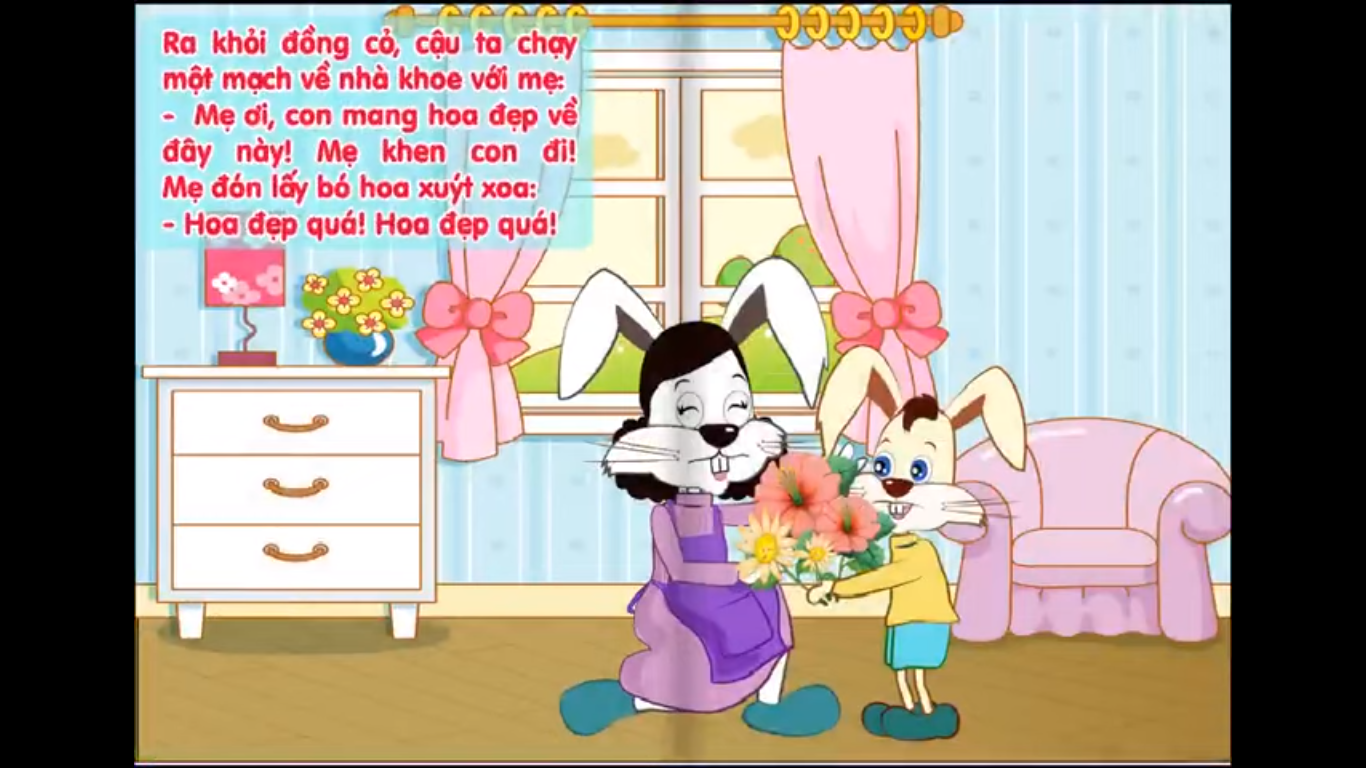 Ra khỏi đồng cỏ, cậu ta chạy
một mạch về nhà khoe với mẹ:
- Mẹ ơi, con mang hoa đẹp về
đây này! Mẹ khen con đi!
Mẹ đón lấy bó hoa xuýt xoa:
- Hoa đẹp quá! Hoa đẹp quá!